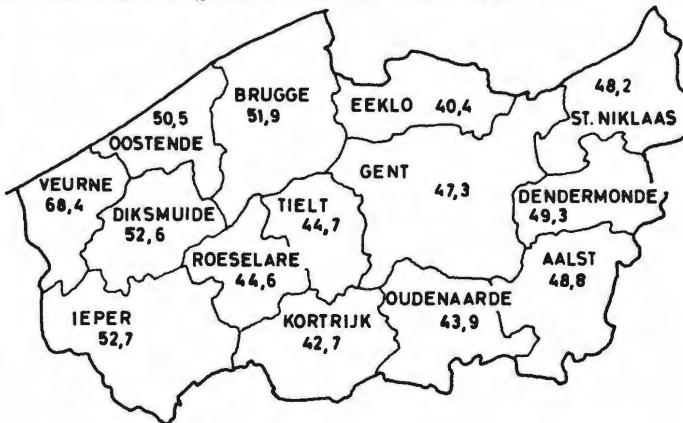 48,2
ST. NIKLAAS
BRUGGE
51,9
EEKLO 40,4
50,5
OOSTENDE
GENT
47,3
VEURNE
68,4
DIKSMUIDE
52,6
TIELT
44,7
DENDERMONDE
49,3
ROESELARE
44,6
AALST
48,8
IEPER
52,7
KORTRIJK
42,7
OUDENAARDE
43,9